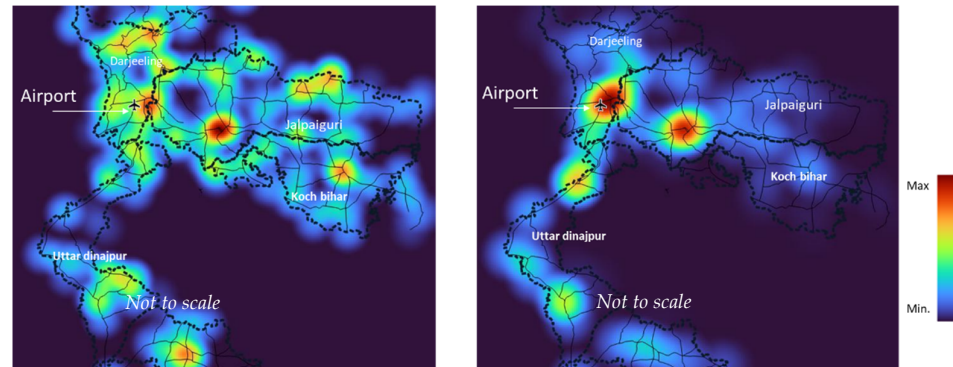 Darjeeling
Airport
Jalpaiguri
Koch bihar
Uttar dinajpur
Not to scale
Darjeeling
Airport
Jalpaiguri
Koch bihar
Uttar dinajpur
Not to scale
Max
Min.